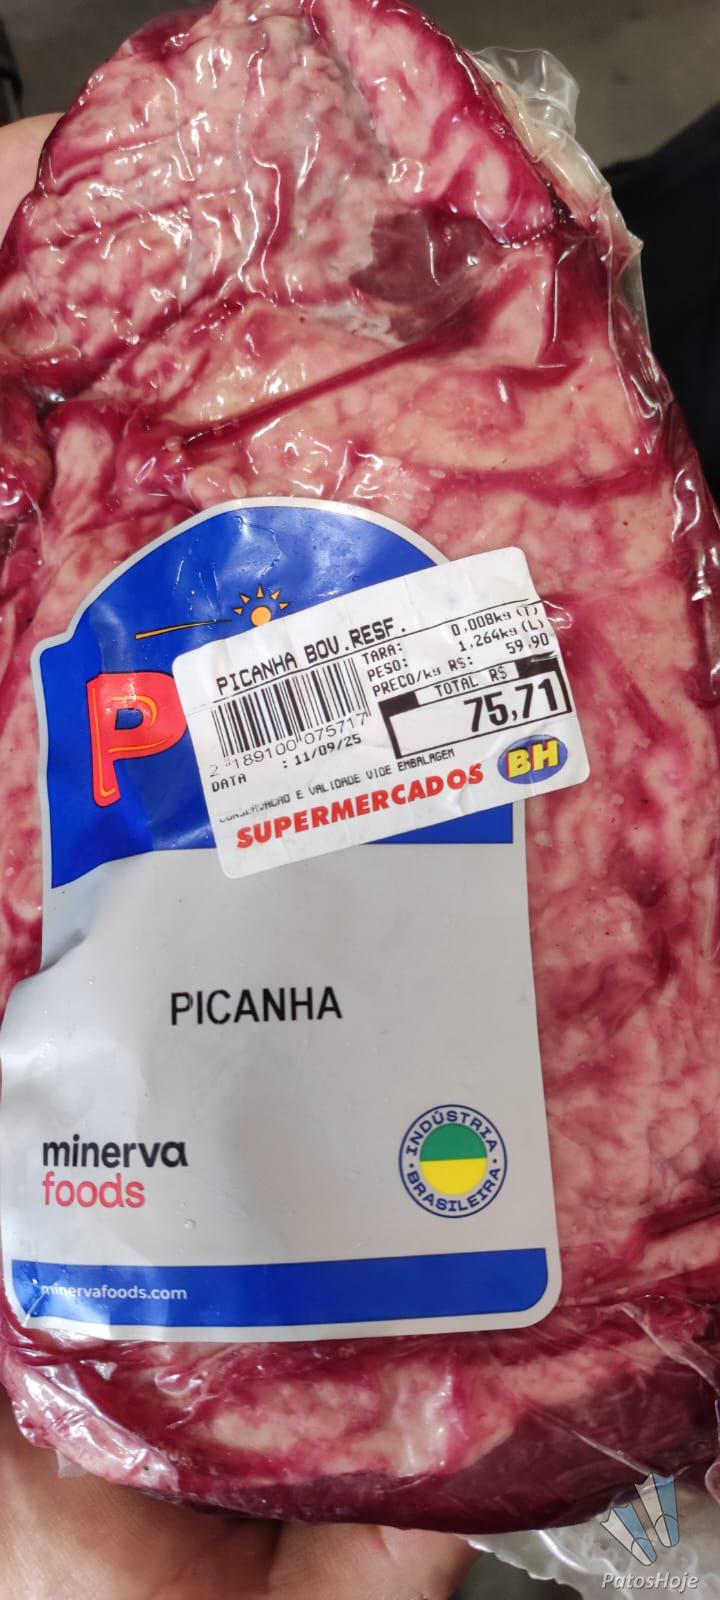 P
PICANHA BOV.RESF.
TARA: 0,008kg (T)
PESO: 1,264kg (L)
PRECO/kg R$: 59,90
TOTAL R$
75,71
2 189100 075717
DATA : 11/09/25
CONSERVACAO E VALIDADE VIDE EMBALAGEM
SUPERMERCADOS BH
PICANHA
minerva
foods
INDÚSTRIA BRASILEIRA
minervafoods.com
PatosHoje